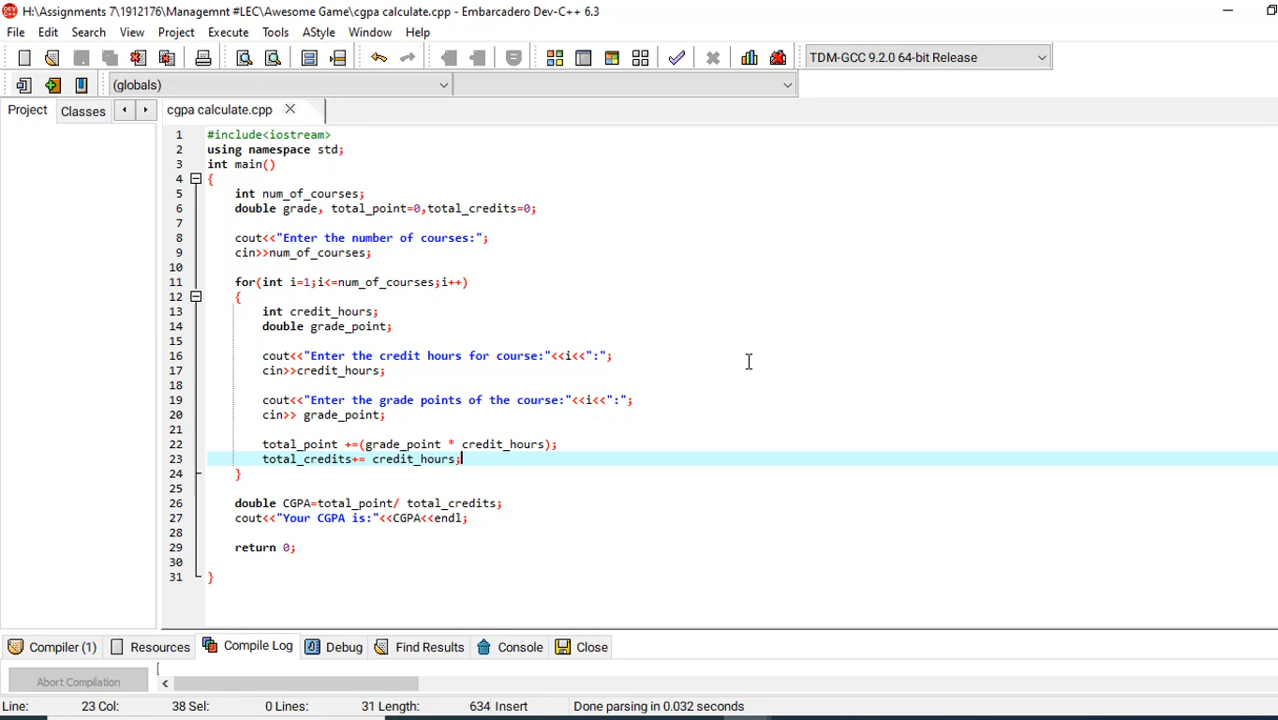 H:\Assignments 7\1912176\Managemnt #LEC\Awesome Game\cgpa calculate.cpp - Embarcadero Dev-C++ 6.3
File Edit Search View Project Execute Tools AStyle Window Help
TDM-GCC 9.2.0 64-bit Release
(globals)
Project Classes cgpa calculate.cpp
1 #include<iostream>
2 using namespace std;
3 int main()
4 {
5 int num_of_courses;
6 double grade, total_point=0,total_credits=0;
7
8 cout<<"Enter the number of courses:";
9 cin>>num_of_courses;
10
11 for(int i=1;i<=num_of_courses;i++)
12 {
13 int credit_hours;
14 double grade_point;
15
16 cout<<"Enter the credit hours for course:"<<i<<":";
17 cin>>credit_hours;
18
19 cout<<"Enter the grade points of the course:"<<i<<":";
20 cin>> grade_point;
21
22 total_point +=(grade_point * credit_hours);
23 total_credits+= credit_hours;
24 }
25
26 double CGPA=total_point/ total_credits;
27 cout<<"Your CGPA is:"<<CGPA<<endl;
28
29 return 0;
30
31 }
Compiler (1) Resources Compile Log Debug Find Results Console Close
Abort Compilation
Line: 23 Col: 38 Sel: 0 Lines: 31 Length: 634 Insert Done parsing in 0.032 seconds